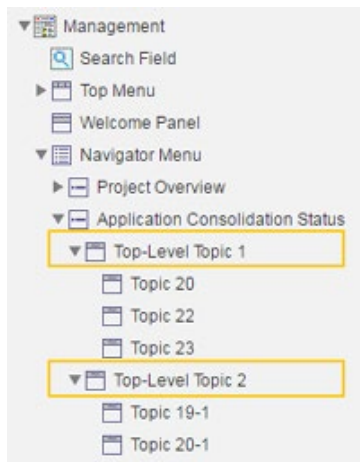 Management
Search Field
Top Menu
Welcome Panel
Navigator Menu
Project Overview
Application Consolidation Status
Top-Level Topic 1
Topic 20
Topic 22
Topic 23
Top-Level Topic 2
Topic 19-1
Topic 20-1